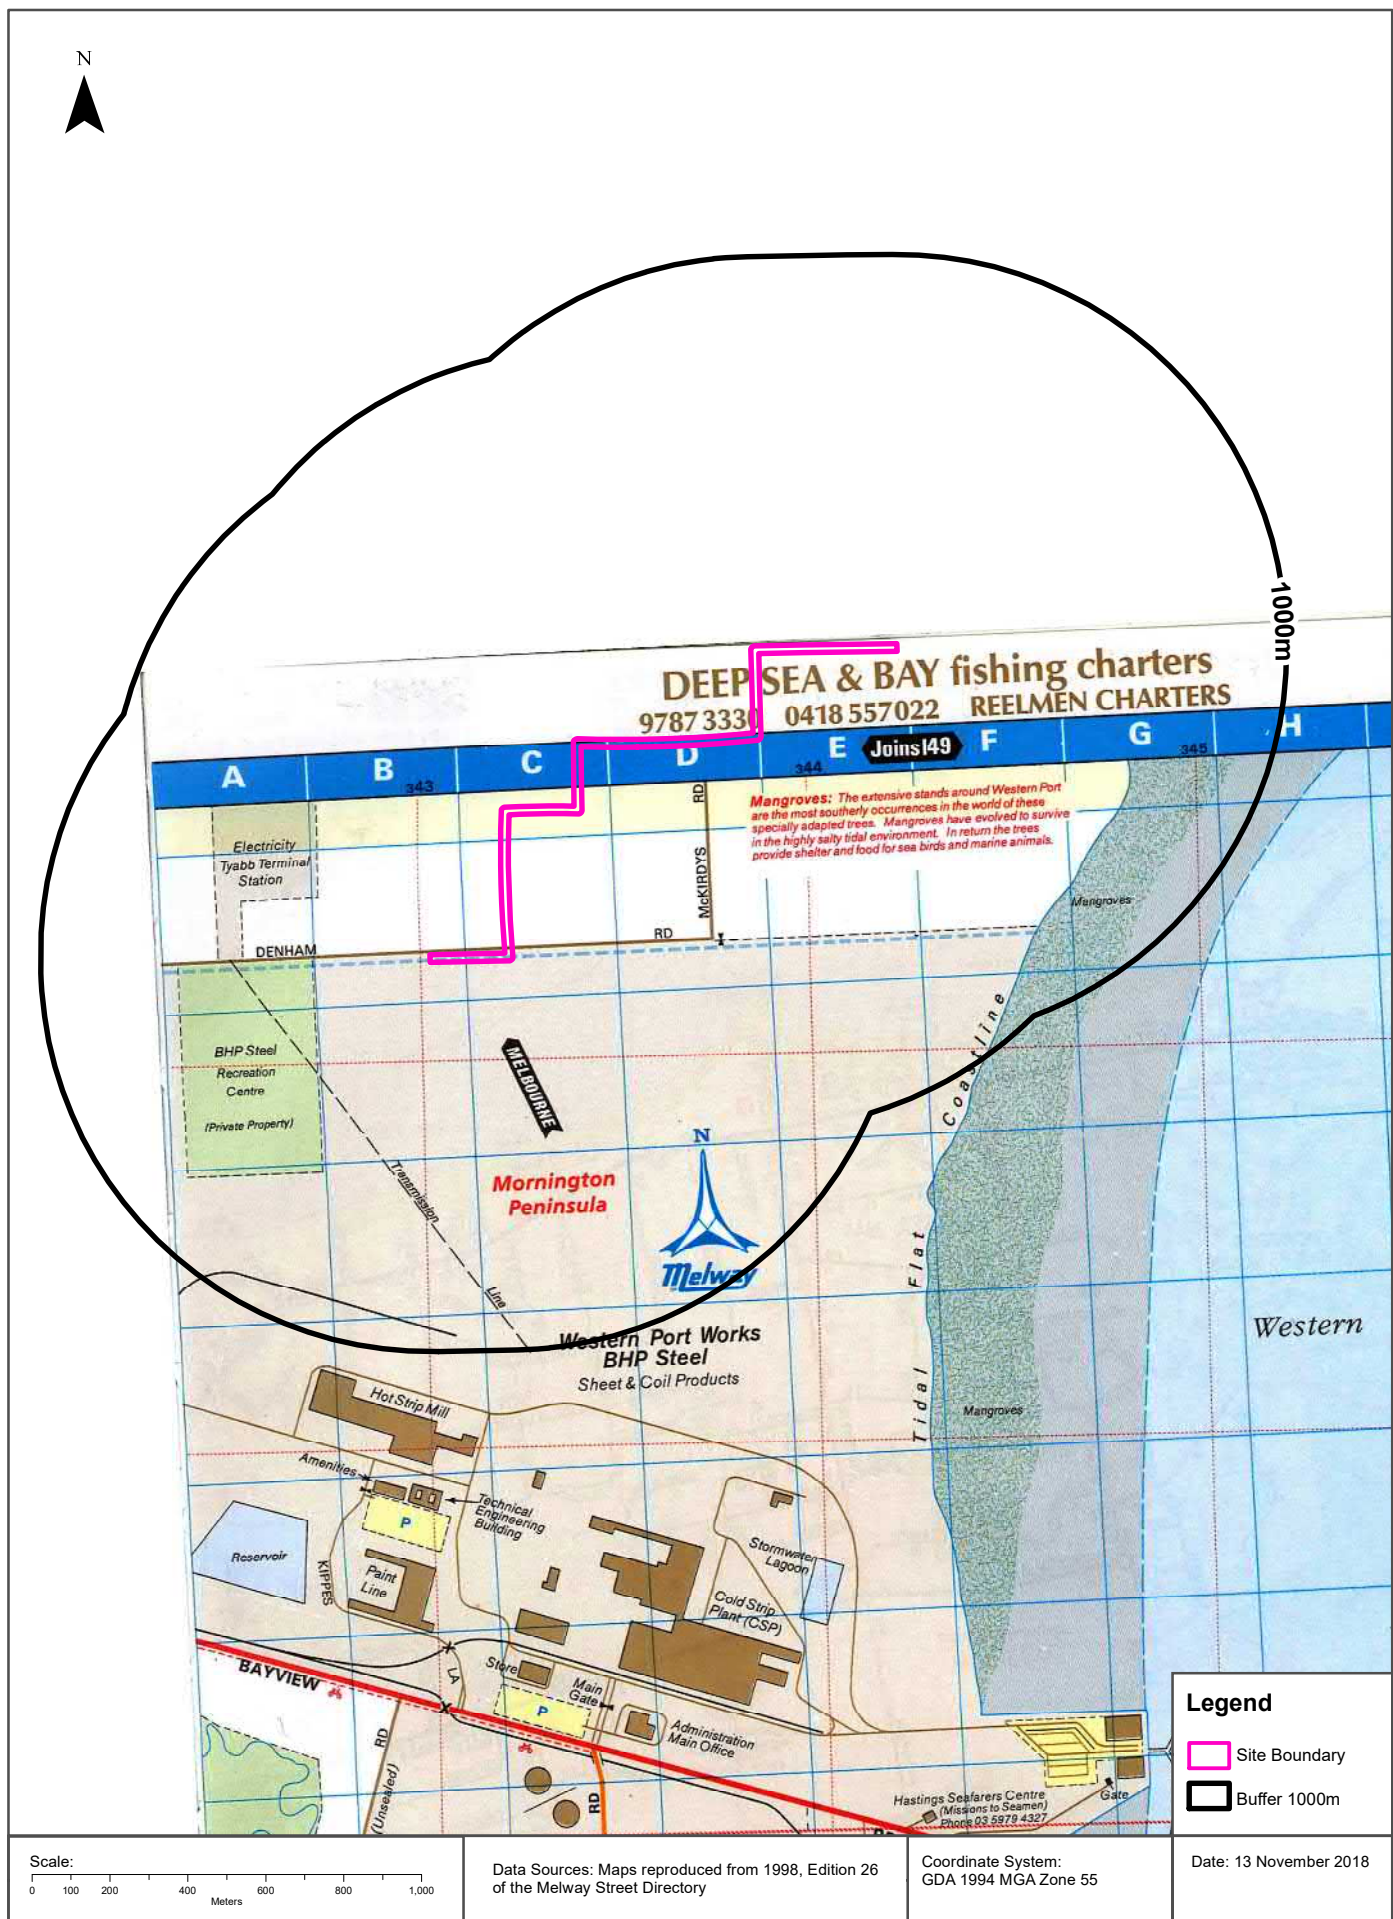 N
1000m
DEEP SEA & BAY fishing charters
9787 3330 0418 557022 REELMEN CHARTERS
A
B
C
D
E
Joins 149
F
G
H
343
344
345
RD
McKIRDYS
Mangroves: The extensive stands around Western Port
are the most southerly occurrences in the world of these
specially adapted trees. Mangroves have evolved to survive
in the highly salty tidal environment. In return the trees
provide shelter and food for sea birds and marine animals.
Electricity
Tyabb Terminal
Station
Mangroves
DENHAM
RD
BHP Steel
Recreation
Centre
(Private Property)
MELBOURNE
Coastline
N
Mornington
Peninsula
Melway
Transmission
Line
Flat
Tidal
Western
Western Port Works
BHP Steel
Sheet & Coil Products
Hot Strip Mill
Mangroves
Amenities
Technical
Engineering
Building
P
Reservoir
KIPPES
Paint
Line
Stormwater
Lagoon
Cold Strip
Plant (CSP)
BAYVIEW
LA
Store
Main
Gate
P
Administration
Main Office
RD
(Unsealed)
RD
Hastings Seafarers Centre
(Missions to Seamen)
Phone 03 5979 4327
Gate
Legend
Site Boundary
Buffer 1000m
Scale:
0 100 200 400 600 800 1,000
Meters
Data Sources: Maps reproduced from 1998, Edition 26
of the Melway Street Directory
Coordinate System:
GDA 1994 MGA Zone 55
Date: 13 November 2018